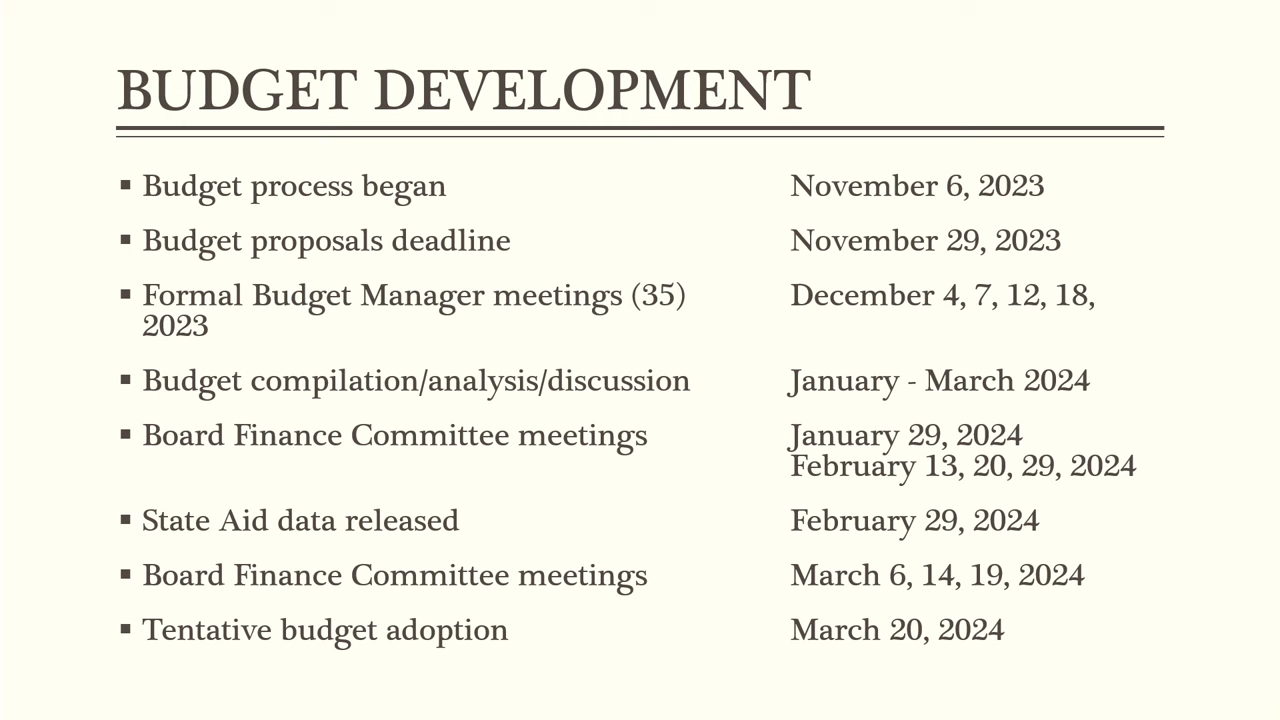 BUDGET DEVELOPMENT
▪ Budget process began November 6, 2023
▪ Budget proposals deadline November 29, 2023
▪ Formal Budget Manager meetings (35) December 4, 7, 12, 18,
2023
▪ Budget compilation/analysis/discussion January - March 2024
▪ Board Finance Committee meetings January 29, 2024
February 13, 20, 29, 2024
▪ State Aid data released February 29, 2024
▪ Board Finance Committee meetings March 6, 14, 19, 2024
▪ Tentative budget adoption March 20, 2024